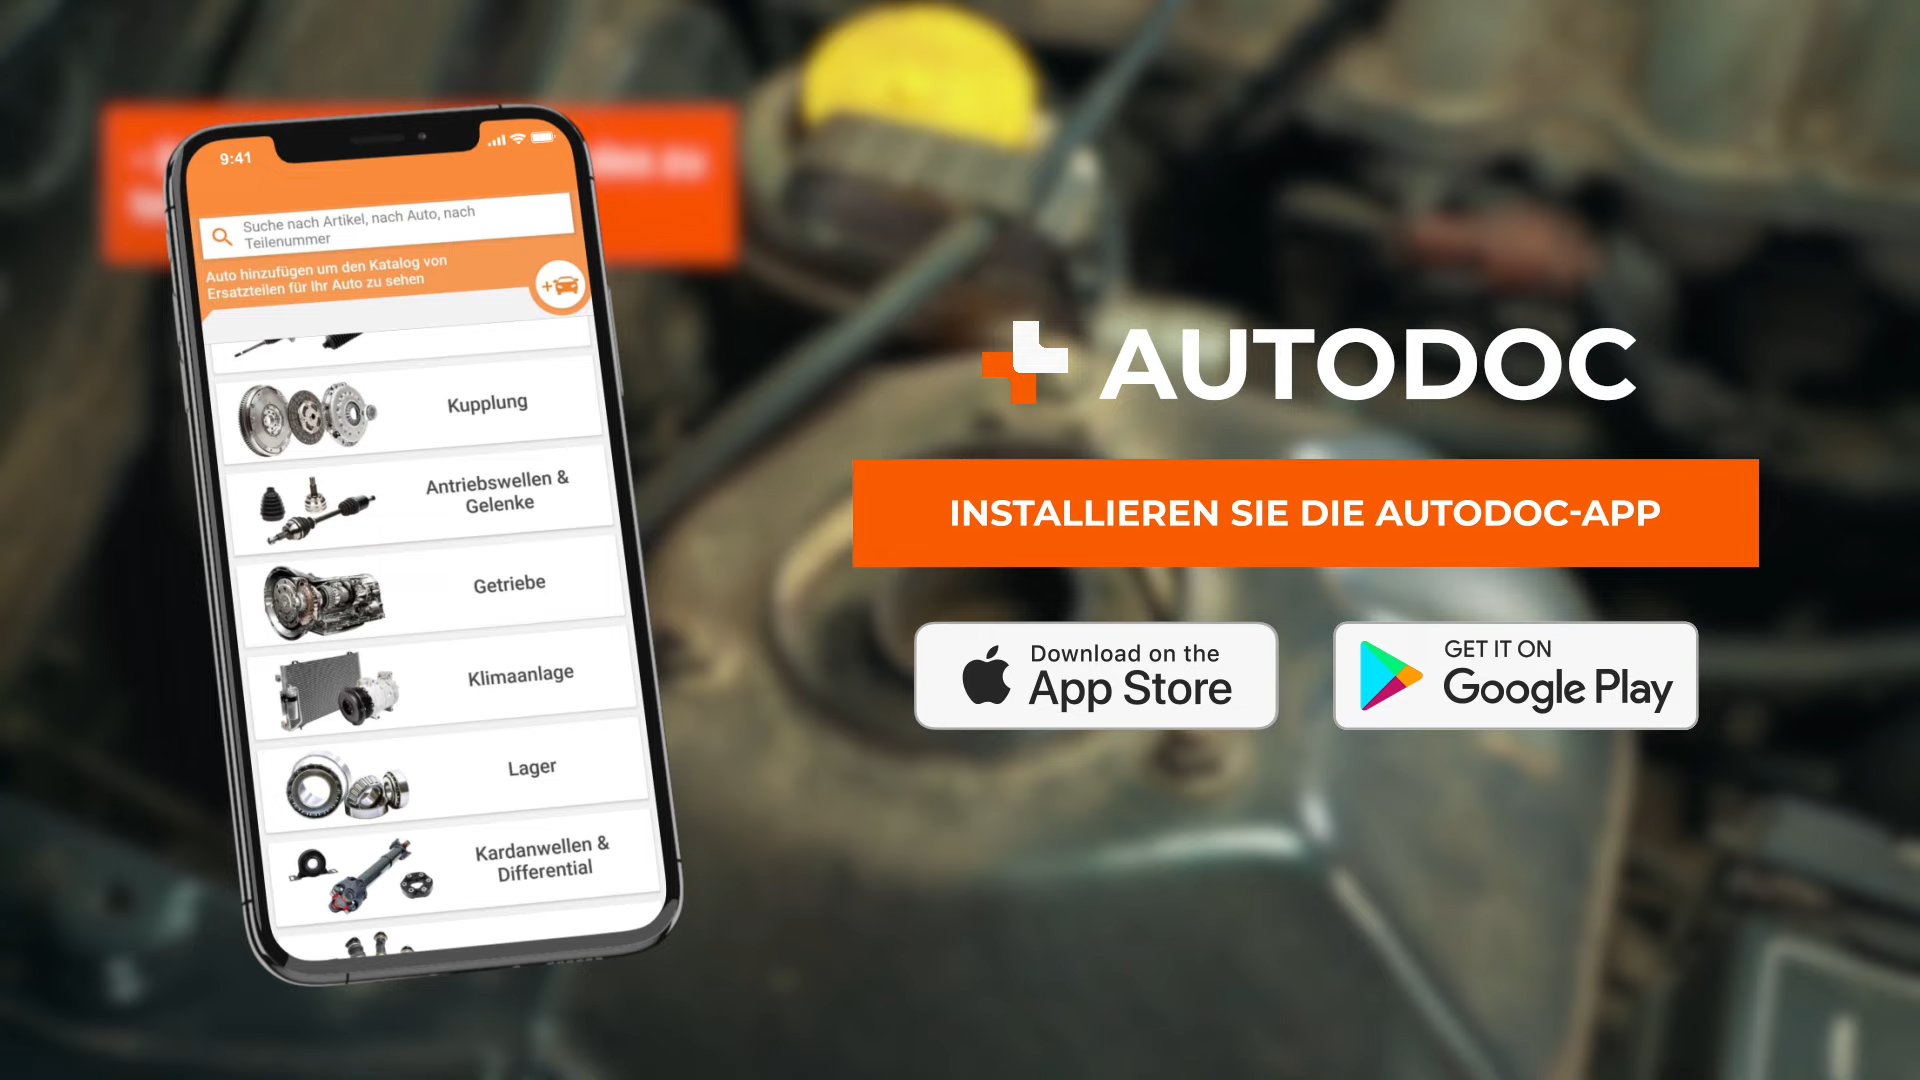 9:41
Suche nach Artikel, nach Auto, nach
Teilenummer
Auto hinzufügen um den Katalog von
Ersatzteilen für Ihr Auto zu sehen
Kupplung
Antriebswellen &
Gelenke
Getriebe
Klimaanlage
Lager
Kardanwellen &
Differential
AUTODOC
INSTALLIEREN SIE DIE AUTODOC-APP
Download on the
App Store
GET IT ON
Google Play